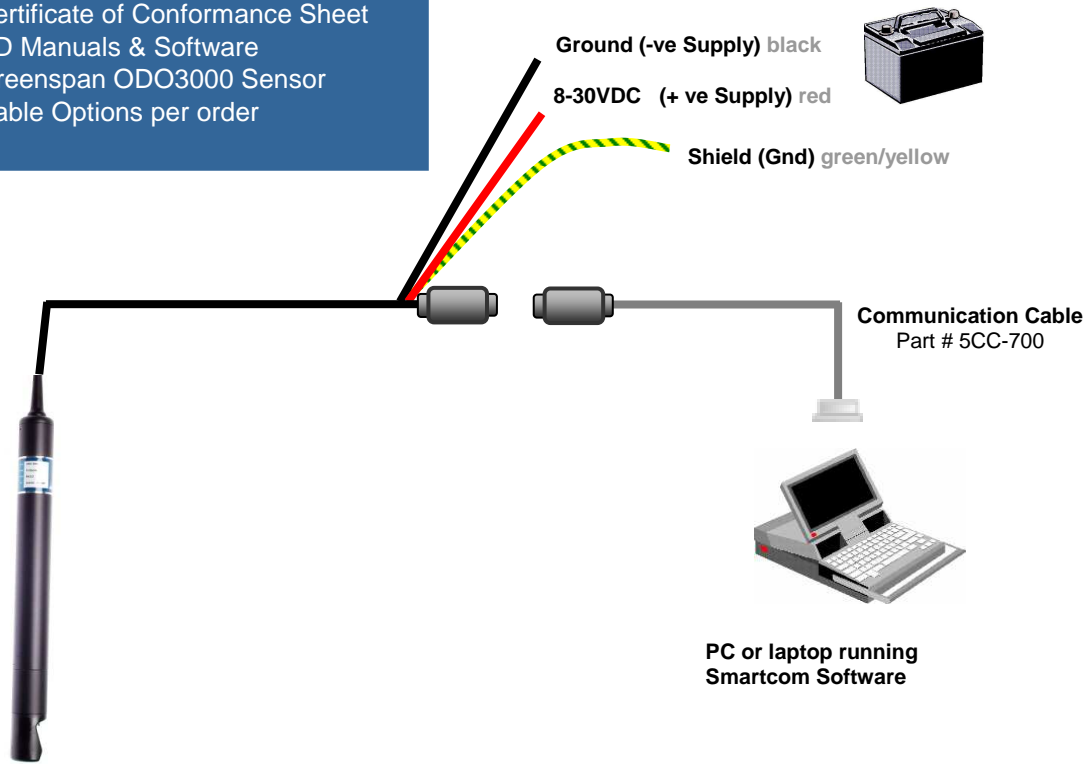 ertificate of Conformance Sheet
D Manuals & Software
reenspan ODO3000 Sensor
able Options per order
Ground (-ve Supply) black
8-30VDC (+ ve Supply) red
Shield (Gnd) green/yellow
Communication Cable
Part # 5CC-700
PC or laptop running
Smartcom Software